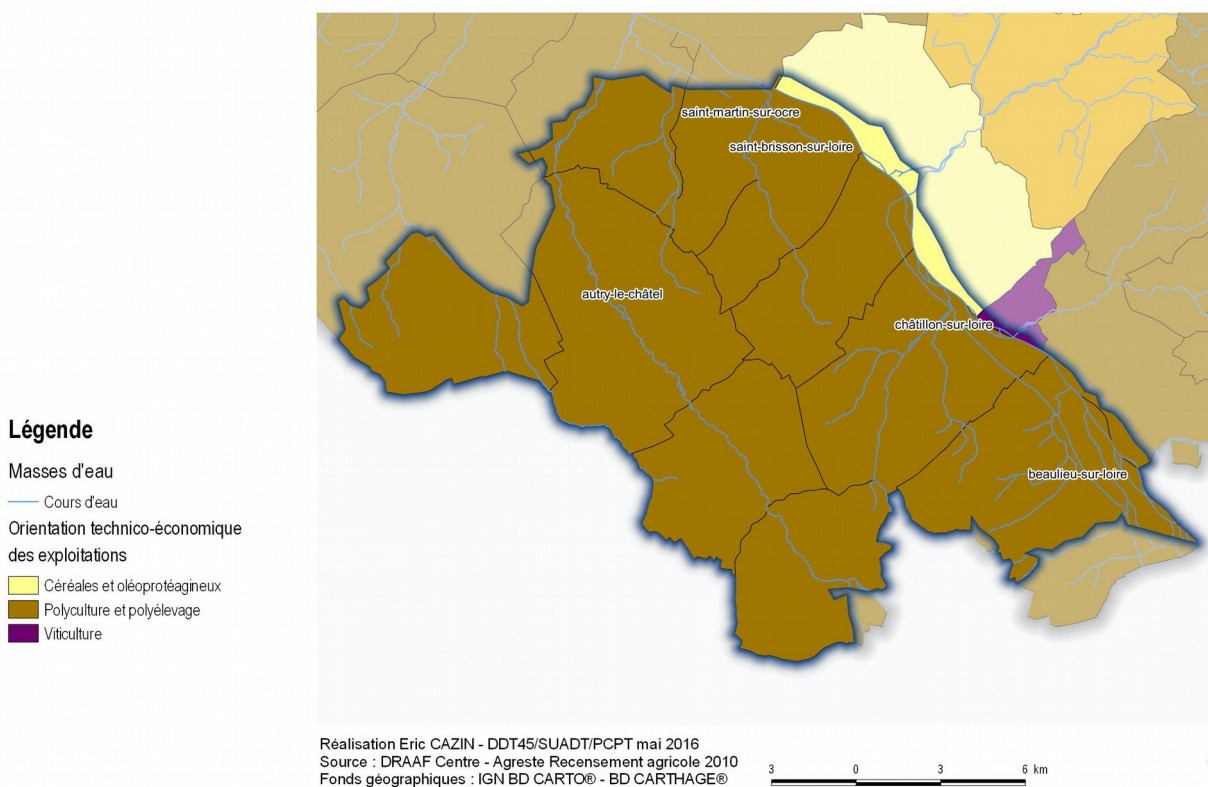 saint-martin-sur-ocre
saint-brisson-sur-loire
autry-le-châtel
châtillon-sur-loire
beaulieu-sur-loire
Légende
Masses d'eau
Cours d'eau
Orientation technico-économique
des exploitations
Céréales et oléoprotéagineux
Polyculture et polyélevage
Viticulture
Réalisation Eric CAZIN - DDT45/SUADT/PCPT mai 2016
Source : DRAAF Centre - Agreste Recensement agricole 2010
Fonds géographiques : IGN BD CARTO® - BD CARTHAGE®
3 0 3 6 km